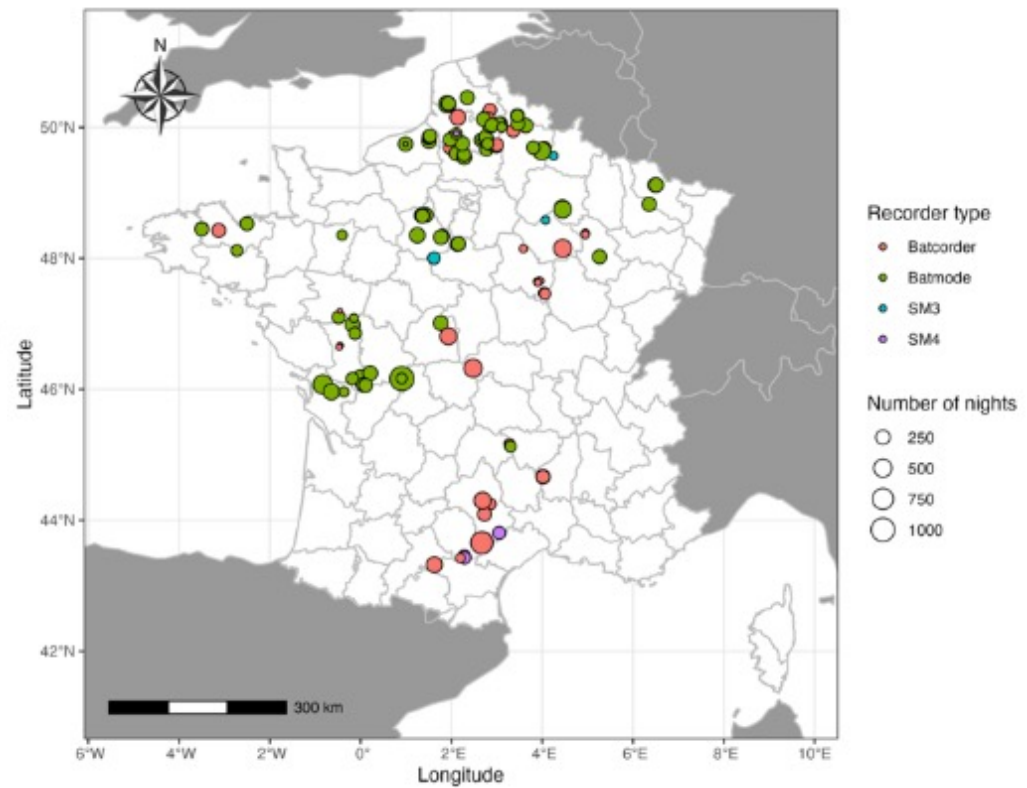 N
50°N
48°N
46°N
44°N
42°N
Latitude
300 km
6°W
4°W
2°W
0°
2°E
4°E
6°E
8°E
10°E
Longitude
Recorder type
Batcorder
Batmode
SM3
SM4
Number of nights
250
500
750
1000